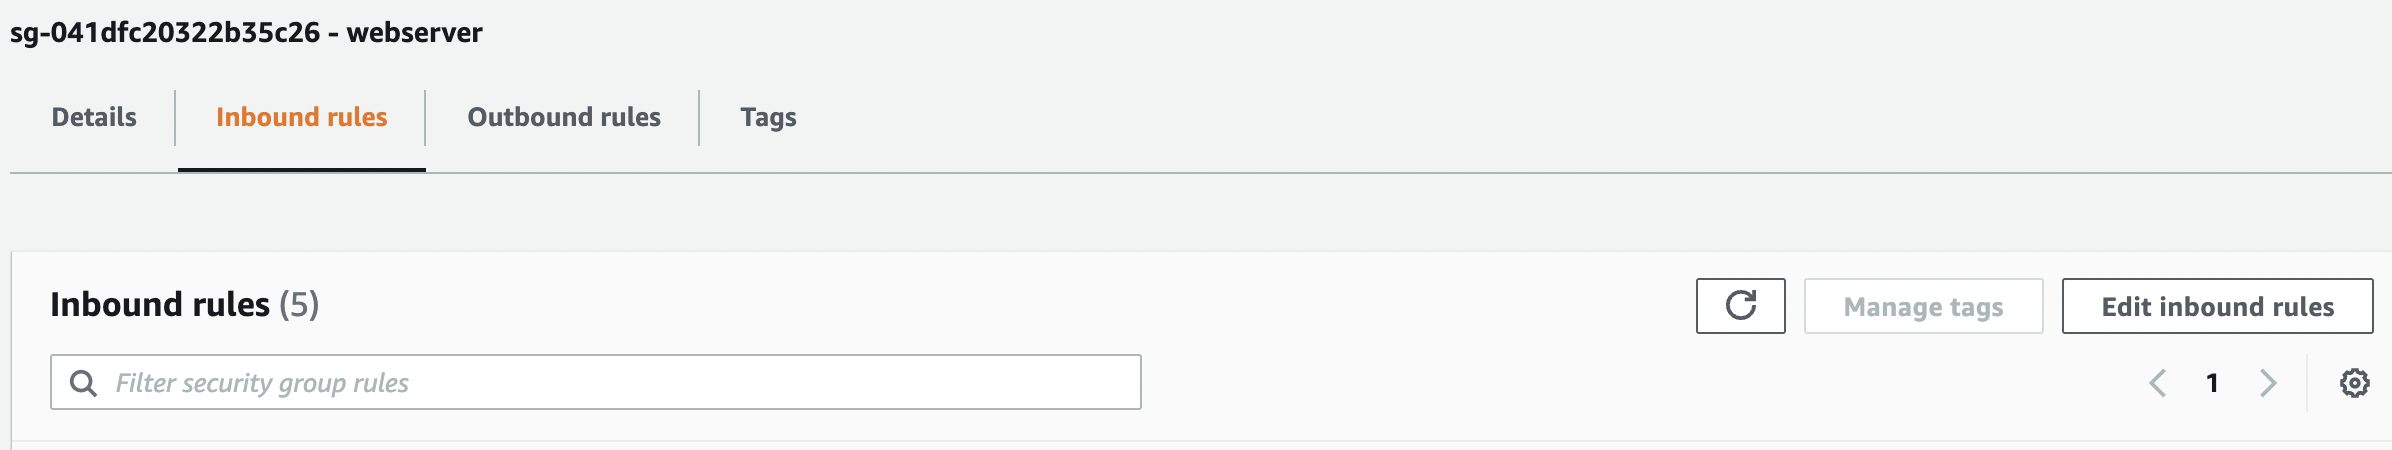 sg-041dfc20322b35c26 - webserver
Details Inbound rules Outbound rules Tags
Inbound rules (5) Manage tags Edit inbound rules
Filter security group rules 1